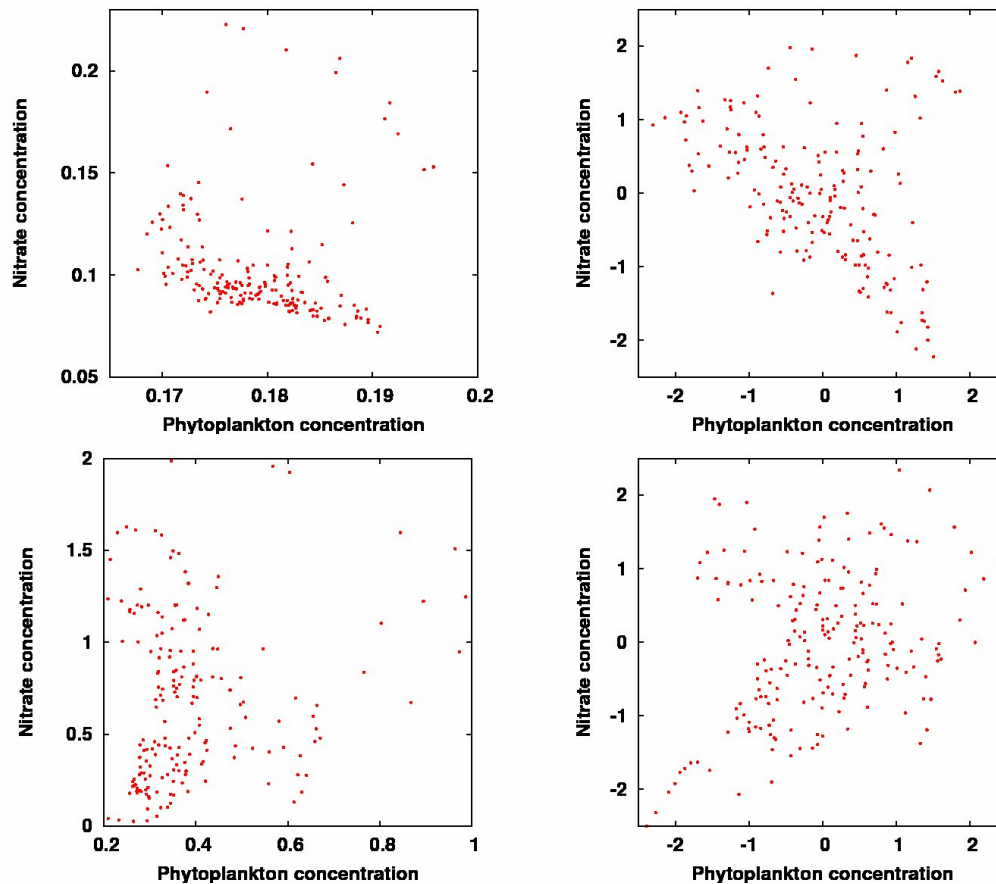 0.2
0.15
0.1
0.05
Nitrate concentration
0.17 0.18 0.19 0.2
Phytoplankton concentration
2
1
0
-1
-2
Nitrate concentration
-2 -1 0 1 2
Phytoplankton concentration
2
1.5
1
0.5
0
Nitrate concentration
0.2 0.4 0.6 0.8 1
Phytoplankton concentration
2
1
0
-1
-2
Nitrate concentration
-2 -1 0 1 2
Phytoplankton concentration